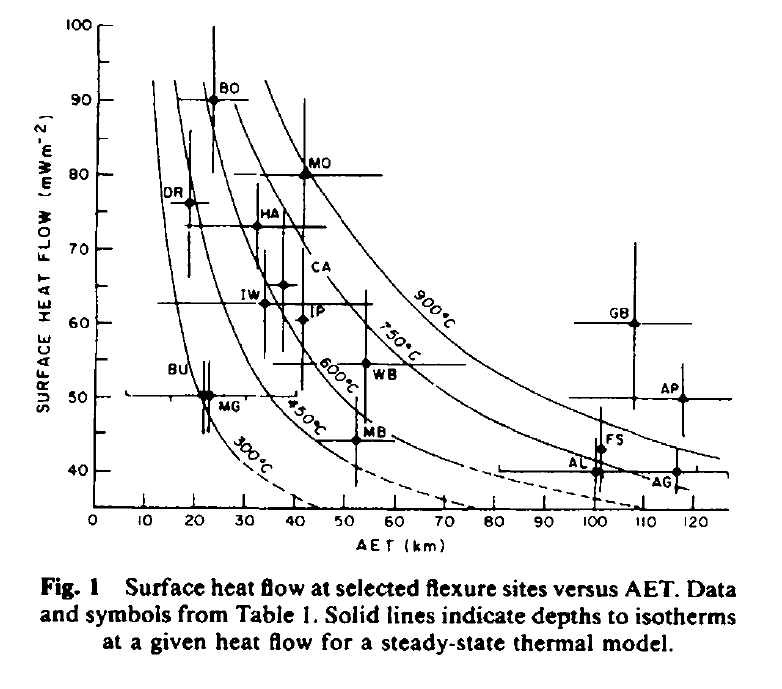 100
90
80
70
60
50
40
SURFACE HEAT FLOW (mWm⁻²)
BO
MO
DR
HA
CA
IW
IP
900°C
GB
750°C
600°C
WB
BU
MG
450°C
300°C
MB
AP
FS
AL
AG
0 10 20 30 40 50 60 70 80 90 100 110 120
AET (km)
Fig. 1 Surface heat flow at selected flexure sites versus AET. Data
and symbols from Table 1. Solid lines indicate depths to isotherms
at a given heat flow for a steady-state thermal model.